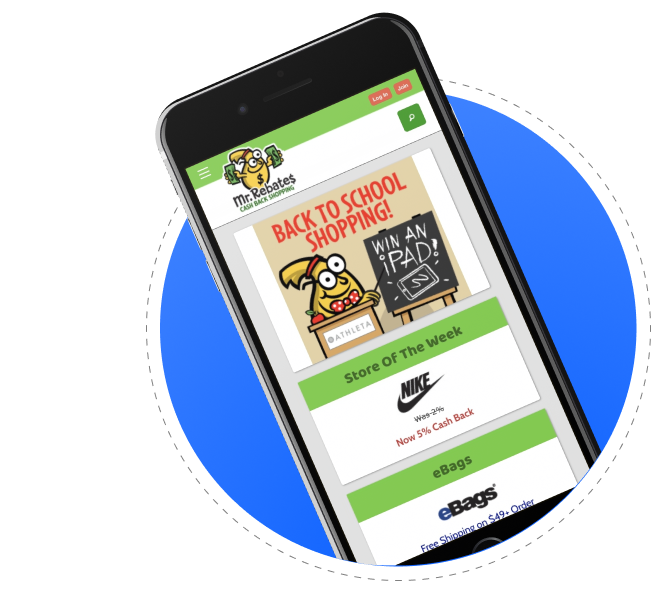 Log In
Join
Mr.Rebate$
CASH BACK SHOPPING
BACK TO SCHOOL
SHOPPING!
WIN AN
iPAD!
ATHLETA
Store Of The Week
NIKE
Was 2%
Now 5% Cash Back
eBags
eBags
Free Shipping on $49+ Order